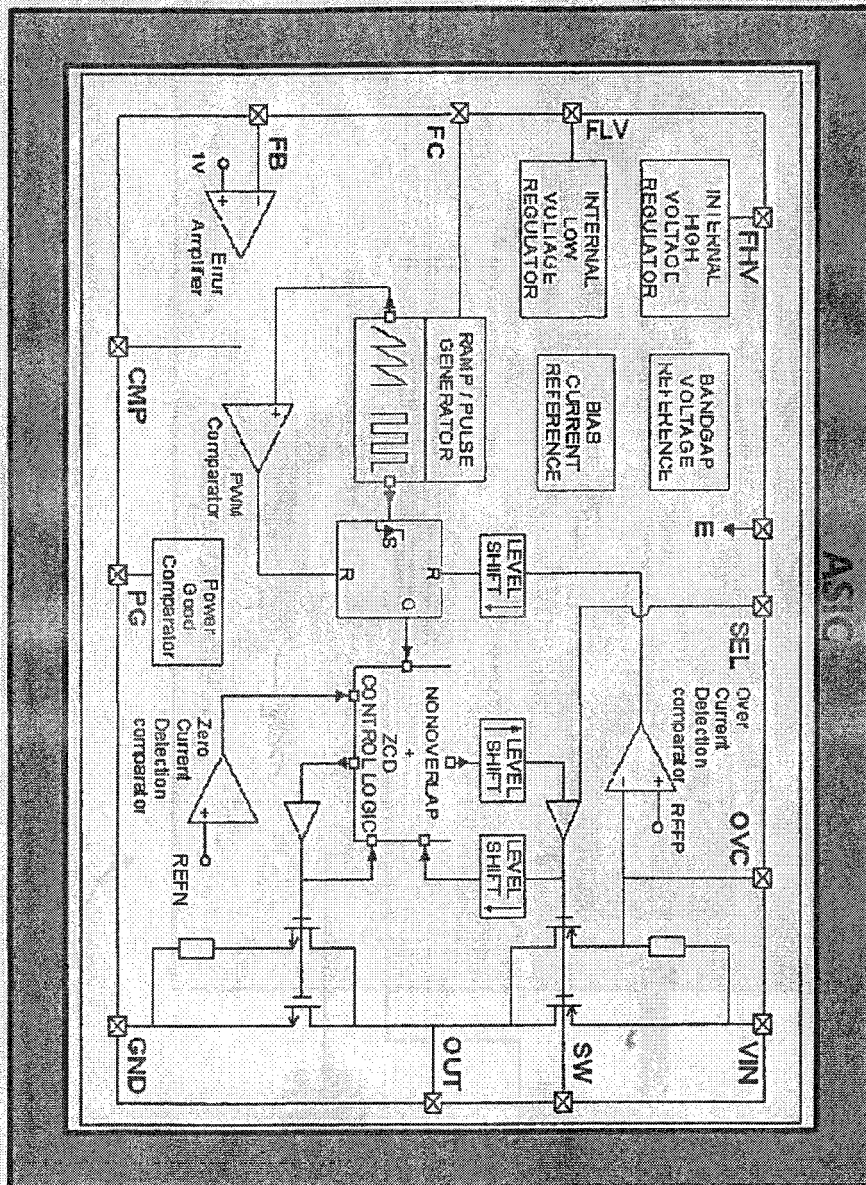 ASIC
FHV
E
SEL
OVC
VIN
INTERNAL
HIGH
VOLTAGE
REGULATOR
BANDGAP
VOLTAGE
REFERENCE
Over
Current
Detection
comparator
REFP
FLV
INTERNAL
LOW
VOLTAGE
REGULATOR
BIAS
CURRENT
REFERENCE
LEVEL
SHIFT
LEVEL
SHIFT
LEVEL
SHIFT
SW
FC
RAMP / PULSE
GENERATOR
S
R
R
Q
NONOVERLAP
+
ZCD
CONTROL LOGIC
OUT
FB
1V
-
+
Error
Amplifier
+
PWM
Comparator
+
-
Zero
Current
Detection
comparator
+
REFN
Power
Good
Comparator
CMP
PG
GND